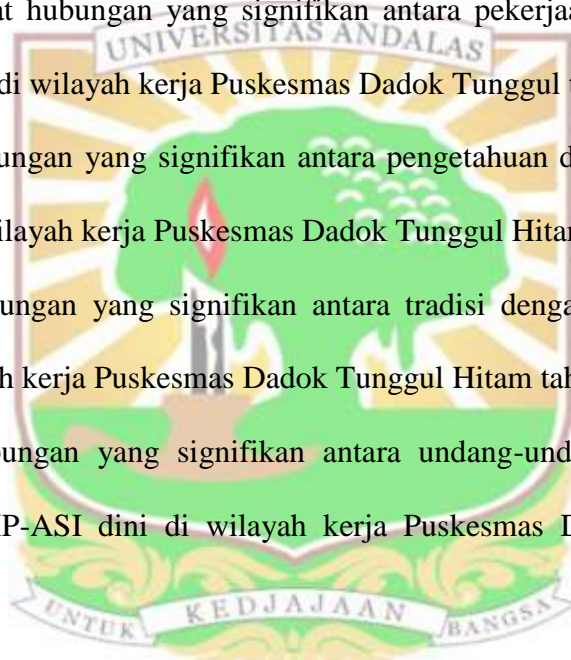 at hubungan yang signifikan antara pekerjaa
UNIVERSITAS ANDALAS
di wilayah kerja Puskesmas Dadok Tunggul t
ungan yang signifikan antara pengetahuan d
ilayah kerja Puskesmas Dadok Tunggul Hitam
ungan yang signifikan antara tradisi denga
h kerja Puskesmas Dadok Tunggul Hitam tah
bungan yang signifikan antara undang-und
IP-ASI dini di wilayah kerja Puskesmas D
UNTUK KEDJAJAAN BANGSA